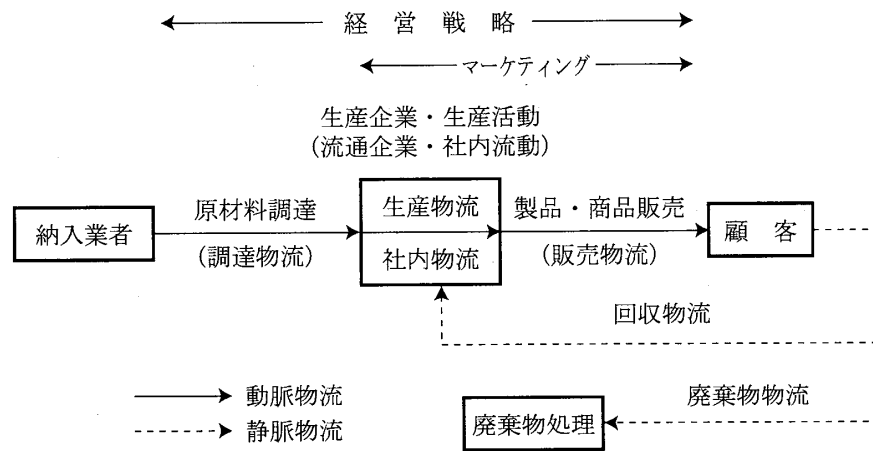 経営戦略
マーケティング
生産企業・生産活動
(流通企業・社内流動)
納入業者
原材料調達
(調達物流)
生産物流
社内物流
製品・商品販売
(販売物流)
顧客
回収物流
動脈物流
静脈物流
廃棄物処理
廃棄物物流